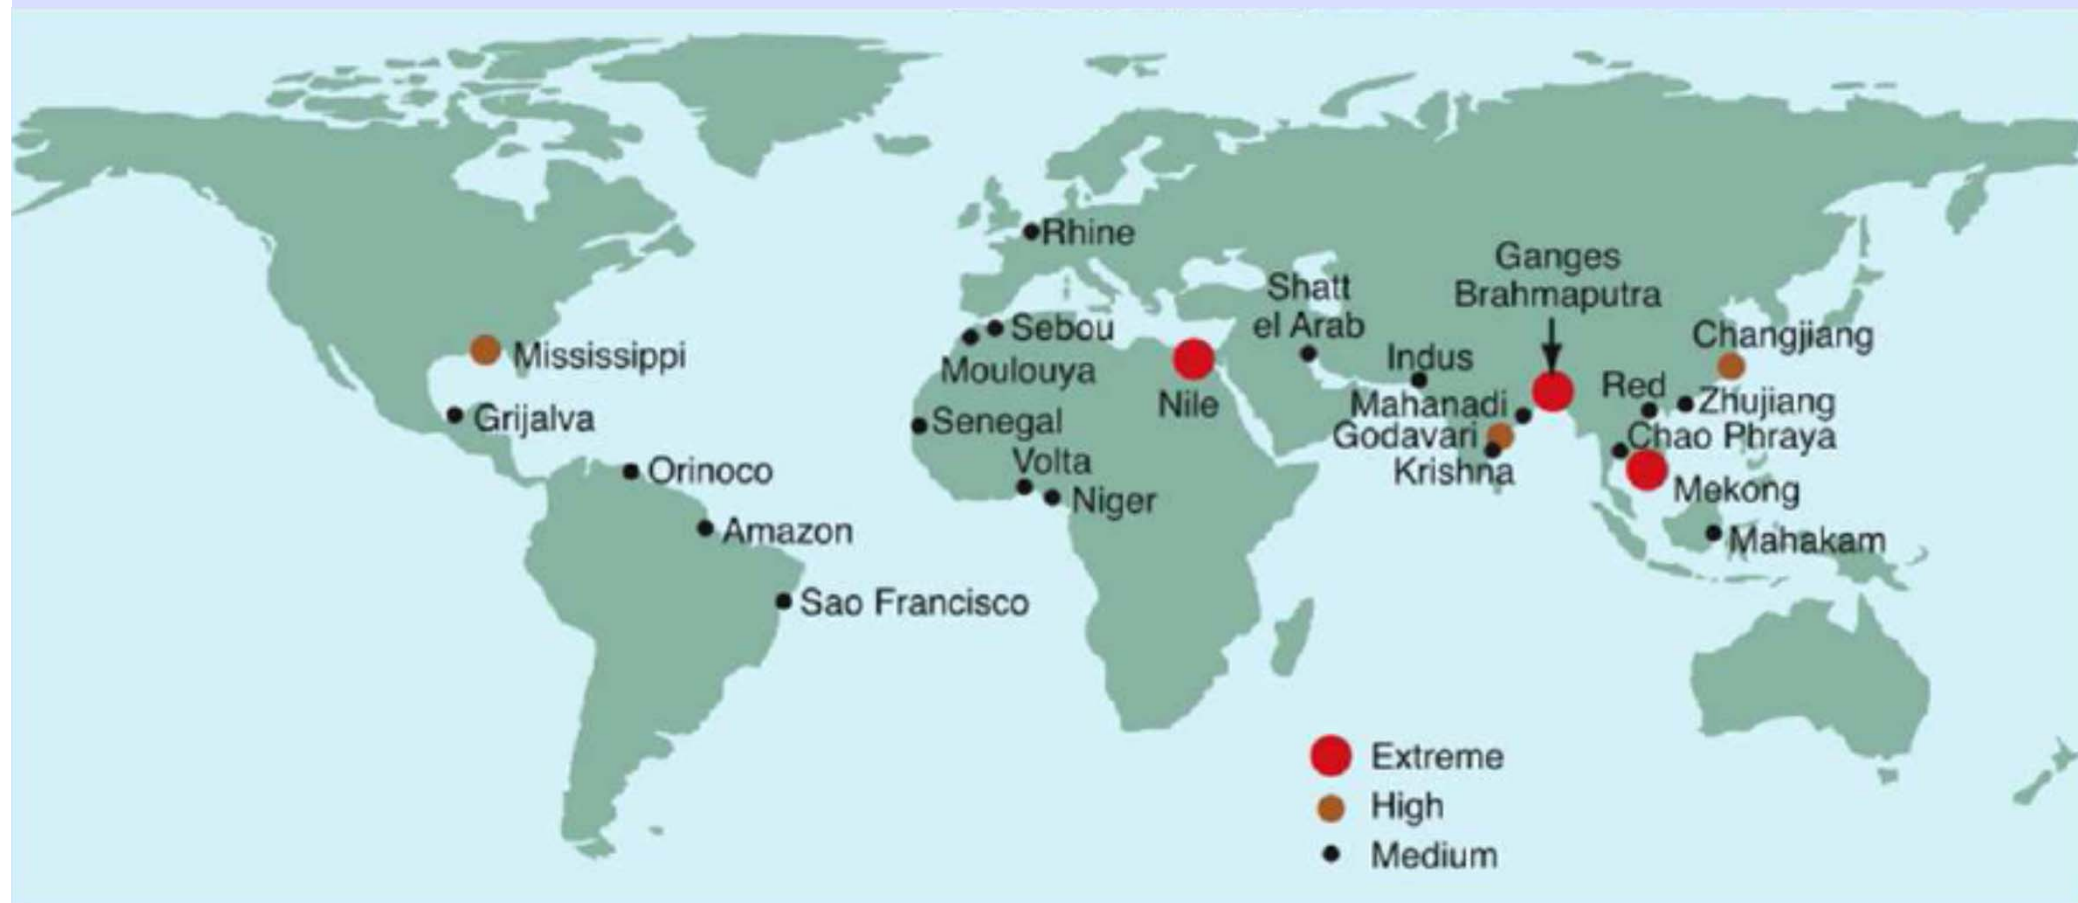 Rhine
Ganges
Brahmaputra
Shatt
el Arab
Sebou
Changjiang
Mississippi
Moulouya
Indus
Red
Nile
Mahanadi
Zhujiang
Grijalva
Senegal
Godavari
Chao Phraya
Volta
Krishna
Orinoco
Niger
Mekong
Amazon
Mahakam
Sao Francisco
Extreme
High
Medium